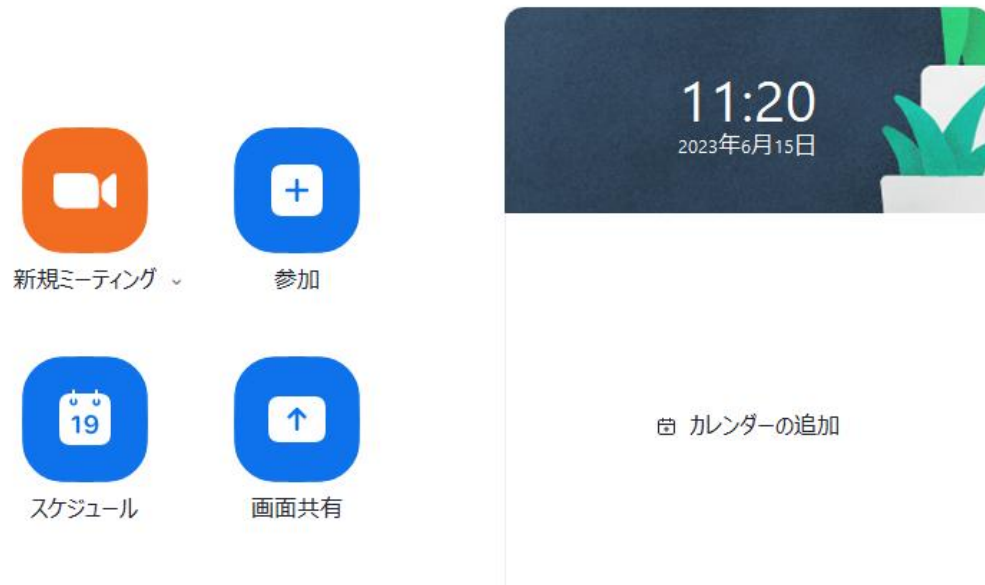 11:20
2023年6月15日
新規ミーティング
参加
19
スケジュール
画面共有
カレンダーの追加